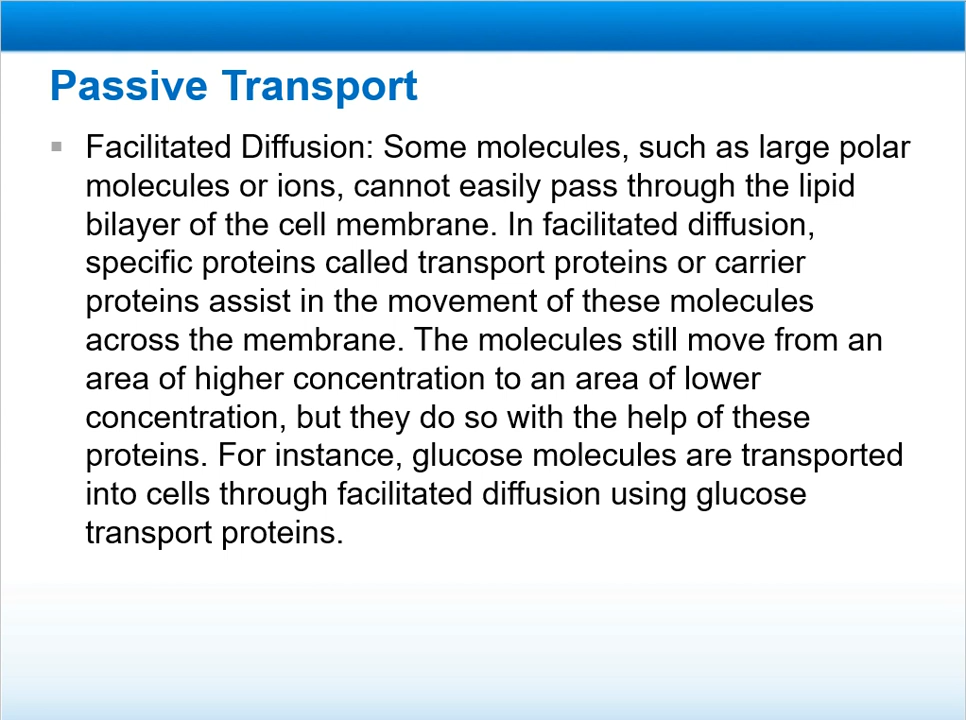 Passive Transport
Facilitated Diffusion: Some molecules, such as large polar
molecules or ions, cannot easily pass through the lipid
bilayer of the cell membrane. In facilitated diffusion,
specific proteins called transport proteins or carrier
proteins assist in the movement of these molecules
across the membrane. The molecules still move from an
area of higher concentration to an area of lower
concentration, but they do so with the help of these
proteins. For instance, glucose molecules are transported
into cells through facilitated diffusion using glucose
transport proteins.